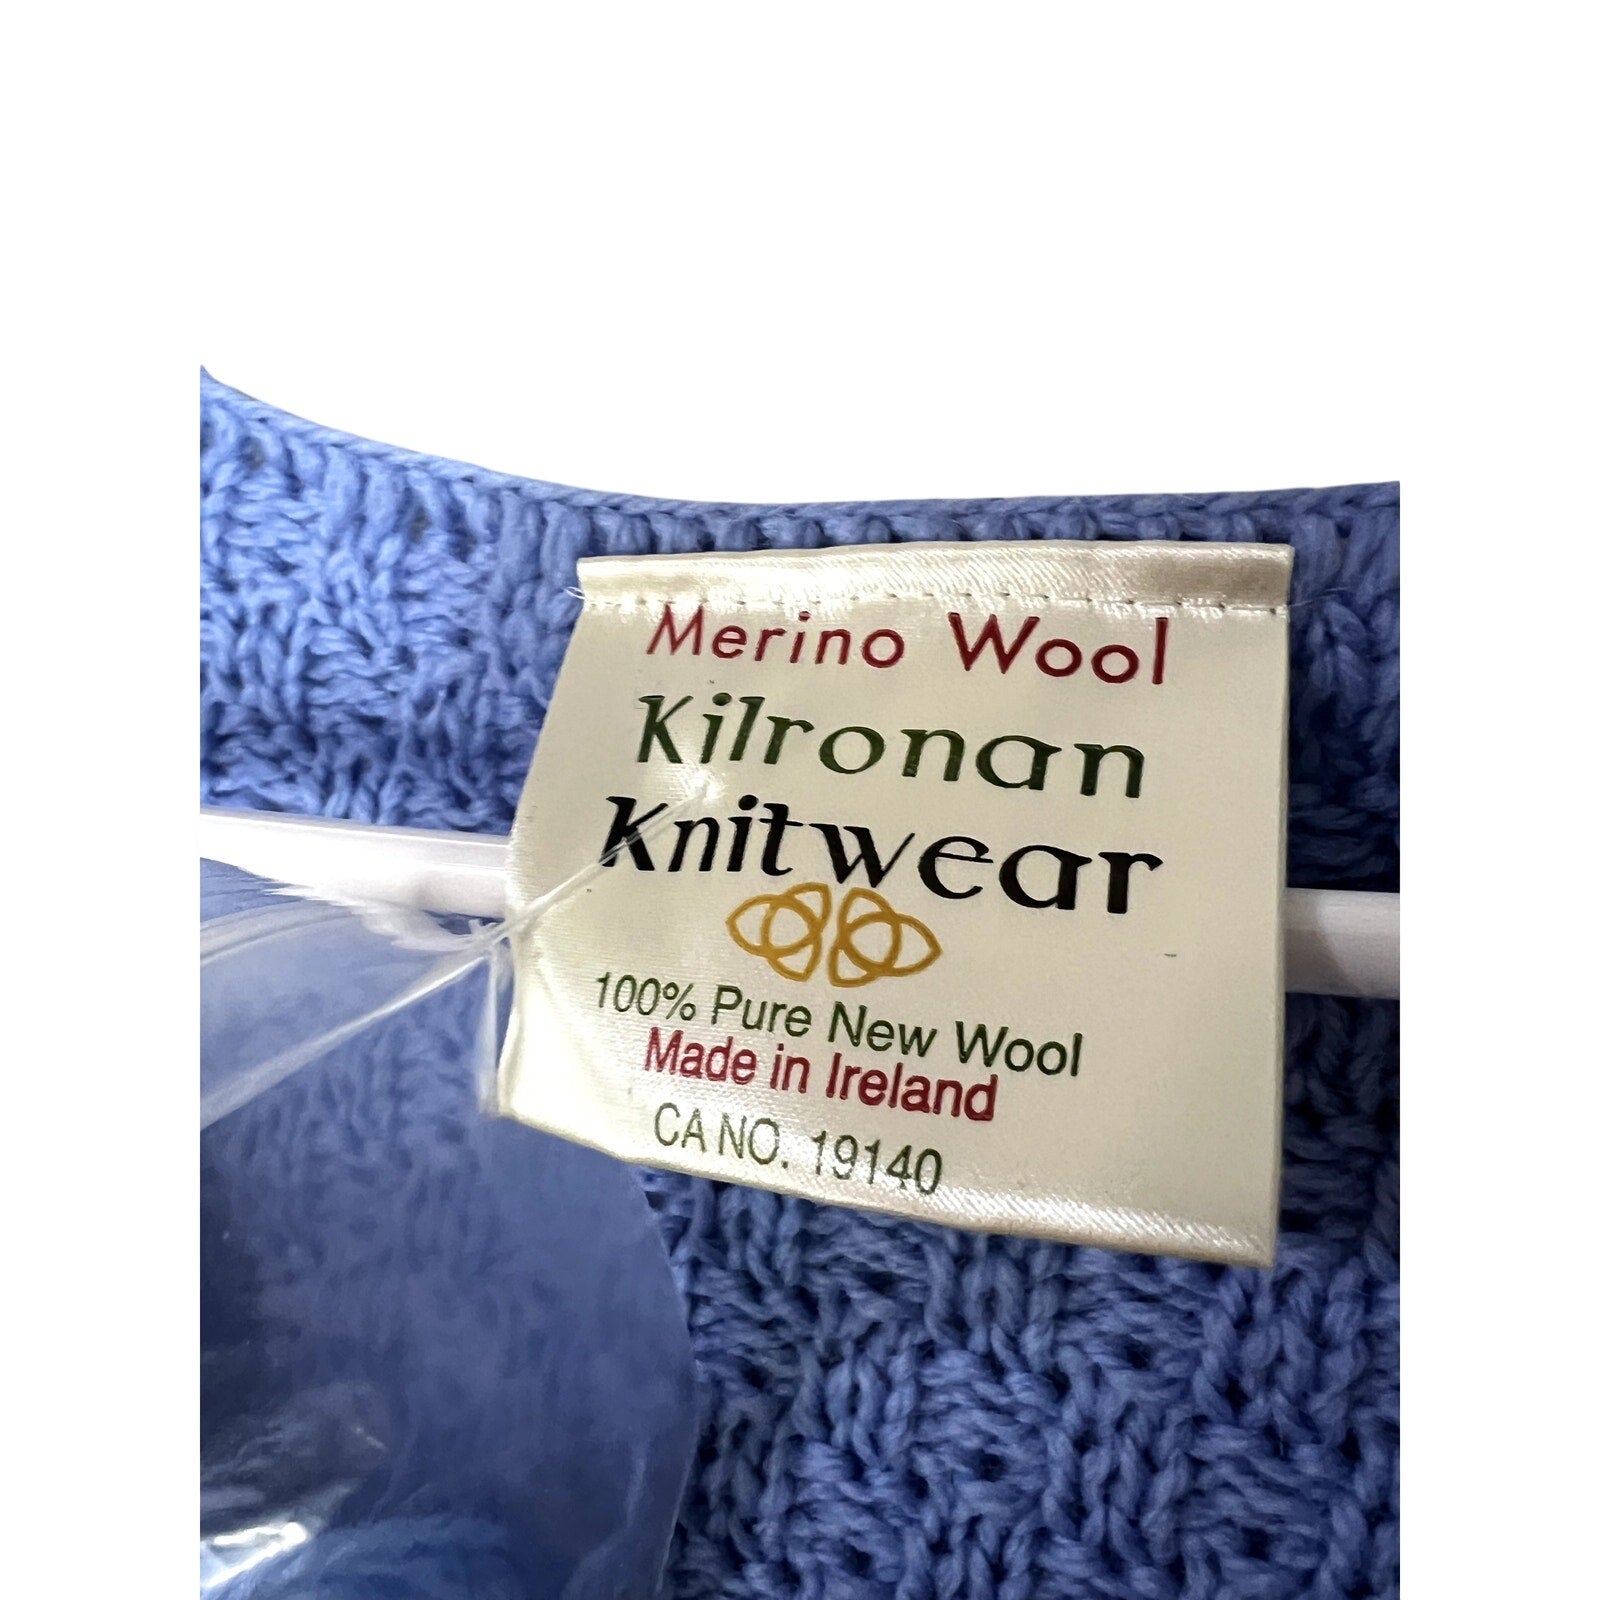 Merino Wool
Kilronan
Knitwear
100% Pure New Wool
Made in Ireland
CA NO. 19140